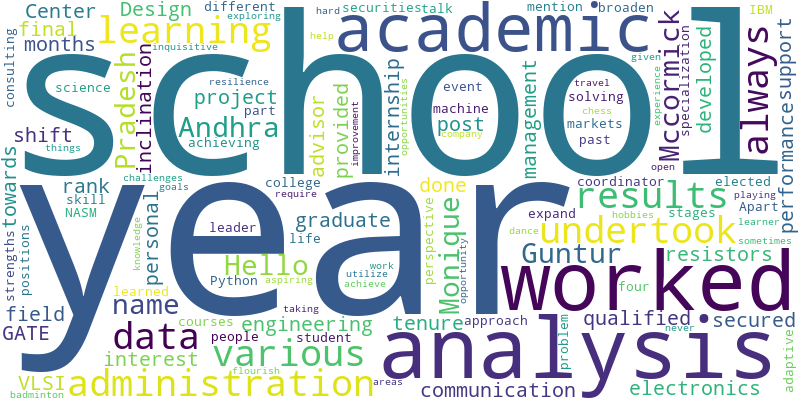 school
year
academic
learning
worked
analysis
administration
data
various
results
undertook
always
Andhra
Pradesh
Guntur
Mccormick
Monique
Hello
name
Center
Design
final
months
shift
towards
rank
skill
NASM
project
achieving
inclination
science
consulting
different
exploring
inquisitive
hard
help
resilience
part
personal
advisor
provided
internship
opportunities
securities
talk
mention
broaden
IBM
event
machine
post
company
management
travel
solving
chess
markets
past
given
experience
specialization
developed
support
performance
improvement
college
require
challenges
things
goals
knowledge
leader
life
graduate
done
perspective
opportunity
expand
stages
coordinator
open
elected
Apart
playing
learner
hobbies
dance
sometimes
resistors
four
qualified
secured
strengths
positions
field
GATE
learned
interest
VLSI
badminton
courses
people
flourish
engineering
student
Python
aspiring
utilize
achieve
work
taking
tenure
approach
areas
communication
problem
never
electronics
adaptive